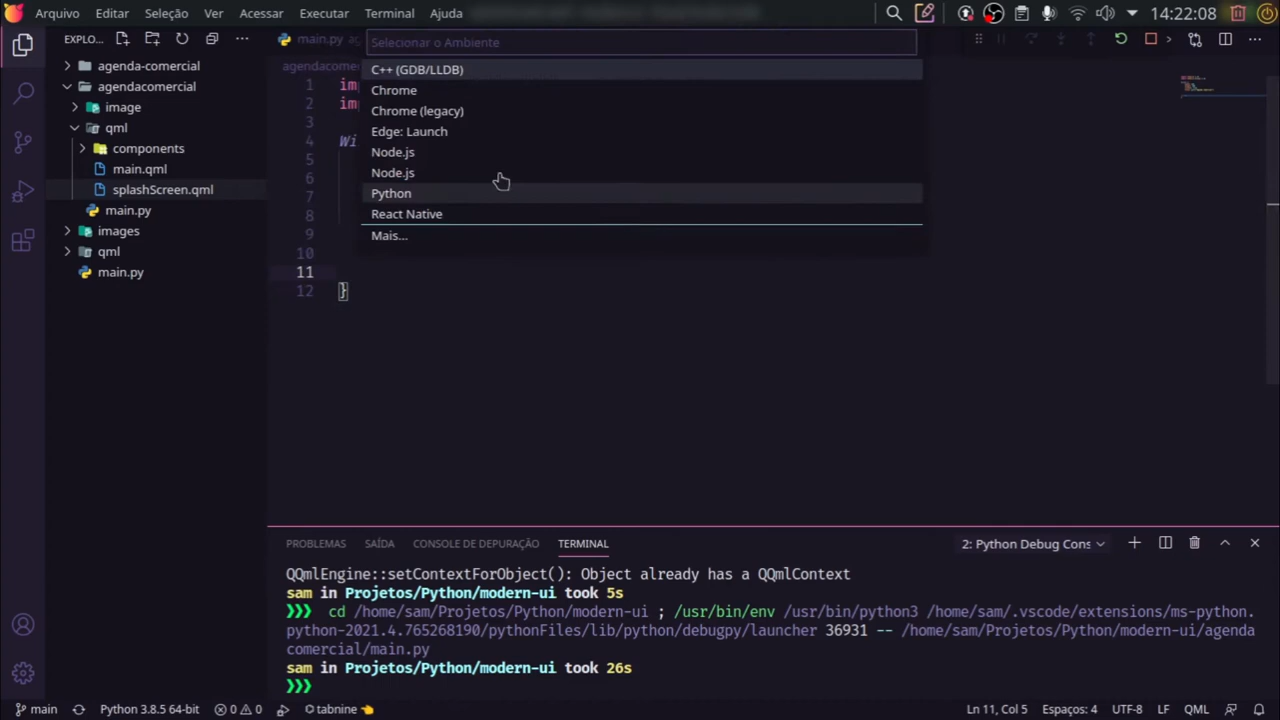 Arquivo Editar Seleção Ver Acessar Executar Terminal Ajuda
14:22:08
EXPLO...
main.py
Selecionar o Ambiente
agenda-comercial
agendacome
C++ (GDB/LLDB)
agendacomercial
1 im
Chrome
image
2 im
Chrome (legacy)
qml
3
Edge: Launch
components
4 Wi
Node.js
main.qml
5
Node.js
splashScreen.qml
6
Python
main.py
7
React Native
images
8
Mais...
qml
9
main.py
10
11
12 }
PROBLEMAS SAÍDA CONSOLE DE DEPURAÇÃO TERMINAL
2: Python Debug Cons
QQmlEngine::setContextForObject(): Object already has a QQmlContext
sam in Projetos/Python/modern-ui took 5s
❯❯❯ cd /home/sam/Projetos/Python/modern-ui ; /usr/bin/env /usr/bin/python3 /home/sam/.vscode/extensions/ms-python.
python-2021.4.765268190/pythonFiles/lib/python/debugpy/launcher 36931 -- /home/sam/Projetos/Python/modern-ui/agenda
comercial/main.py
sam in Projetos/Python/modern-ui took 26s
❯❯❯
main Python 3.8.5 64-bit 0 0 tabnine 👈 Ln 11, Col 5 Espaços: 4 UTF-8 LF QML